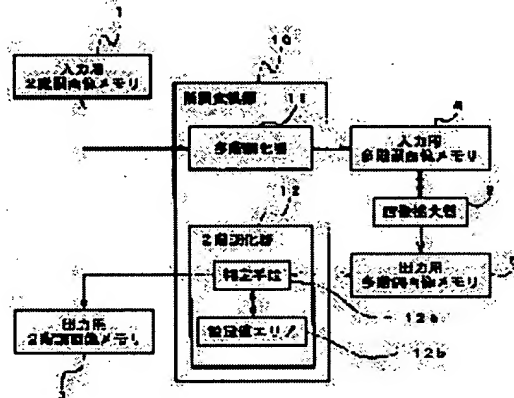 1
入力用
2階調画像メモリ
10
階調変換部
11
多階調化部
4
入力用
多階調画像メモリ
画像拡大部
12
2階調化部
判定手段
出力用
多階調画像メモリ
12a
出力用
2階調画像メモリ
設定値エリア
12b